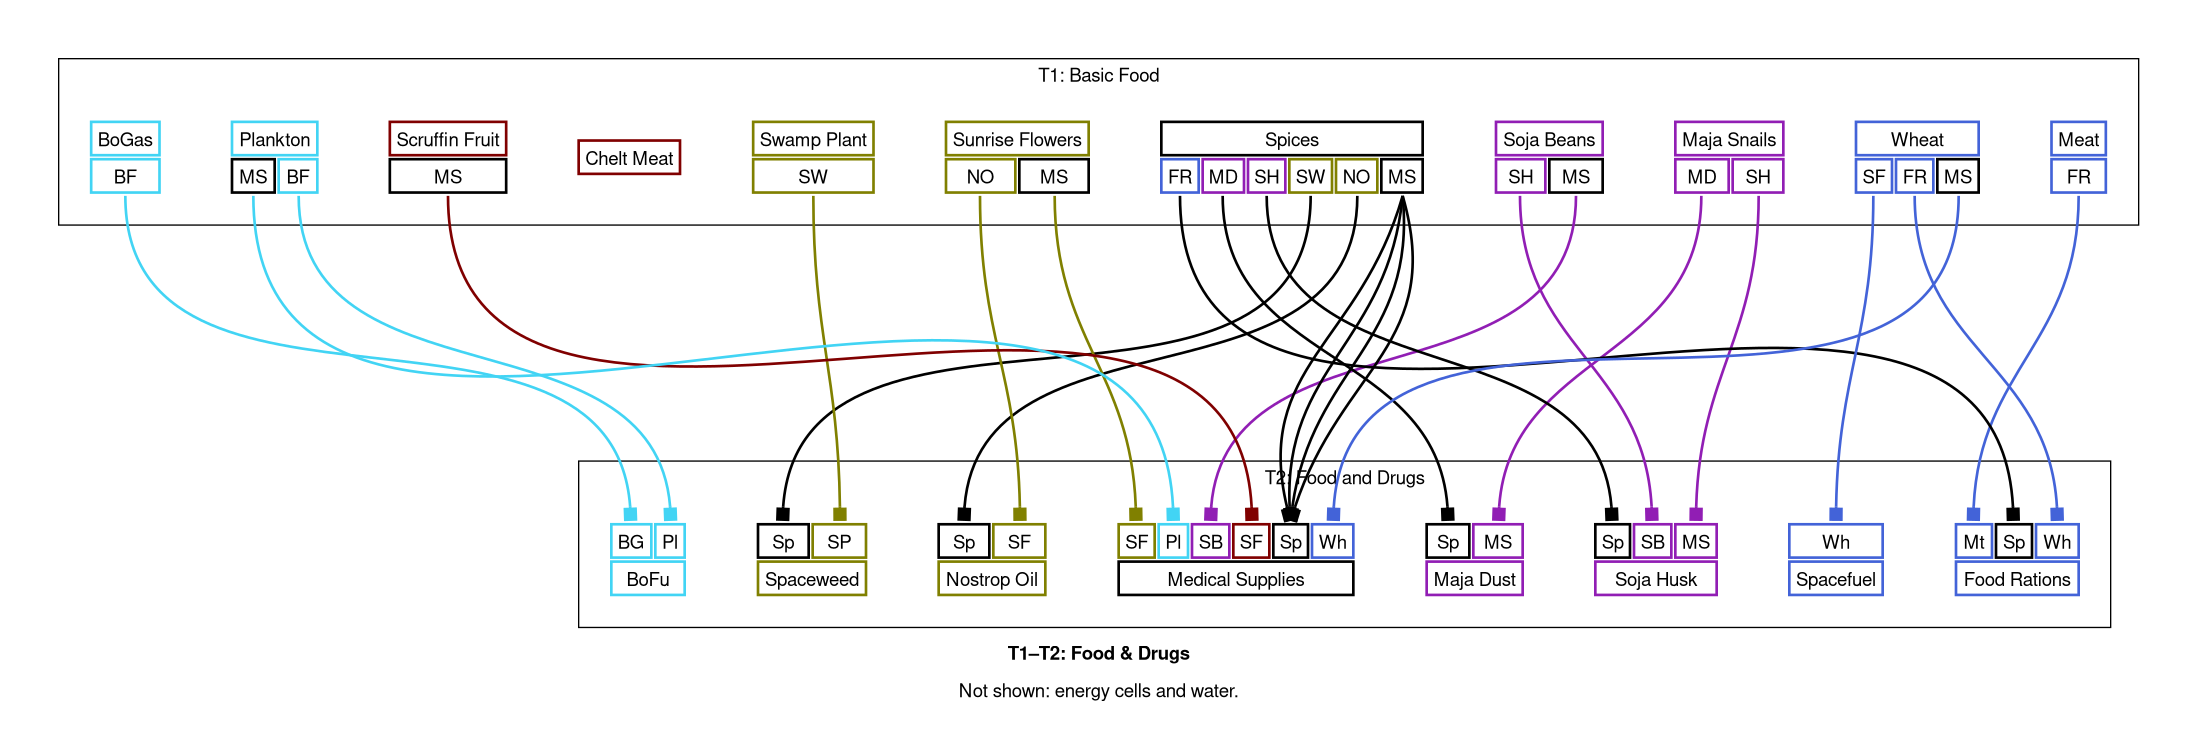 T1: Basic Food
BoGas Plankton Scruffin Fruit Chelt Meat Swamp Plant Sunrise Flowers Spices Soja Beans Maja Snails Wheat Meat
BF MS BF MS SW NO MS FR MD SH SW NO MS SH MS MD SH SF FR MS FR
T2: Food and Drugs
BG Pl Sp SP Sp SF SF Pl SB SF Sp Wh Sp MS Sp SB MS Wh Mt Sp Wh
BoFu Spaceweed Nostrop Oil Medical Supplies Maja Dust Soja Husk Spacefuel Food Rations
T1–T2: Food & Drugs
Not shown: energy cells and water.